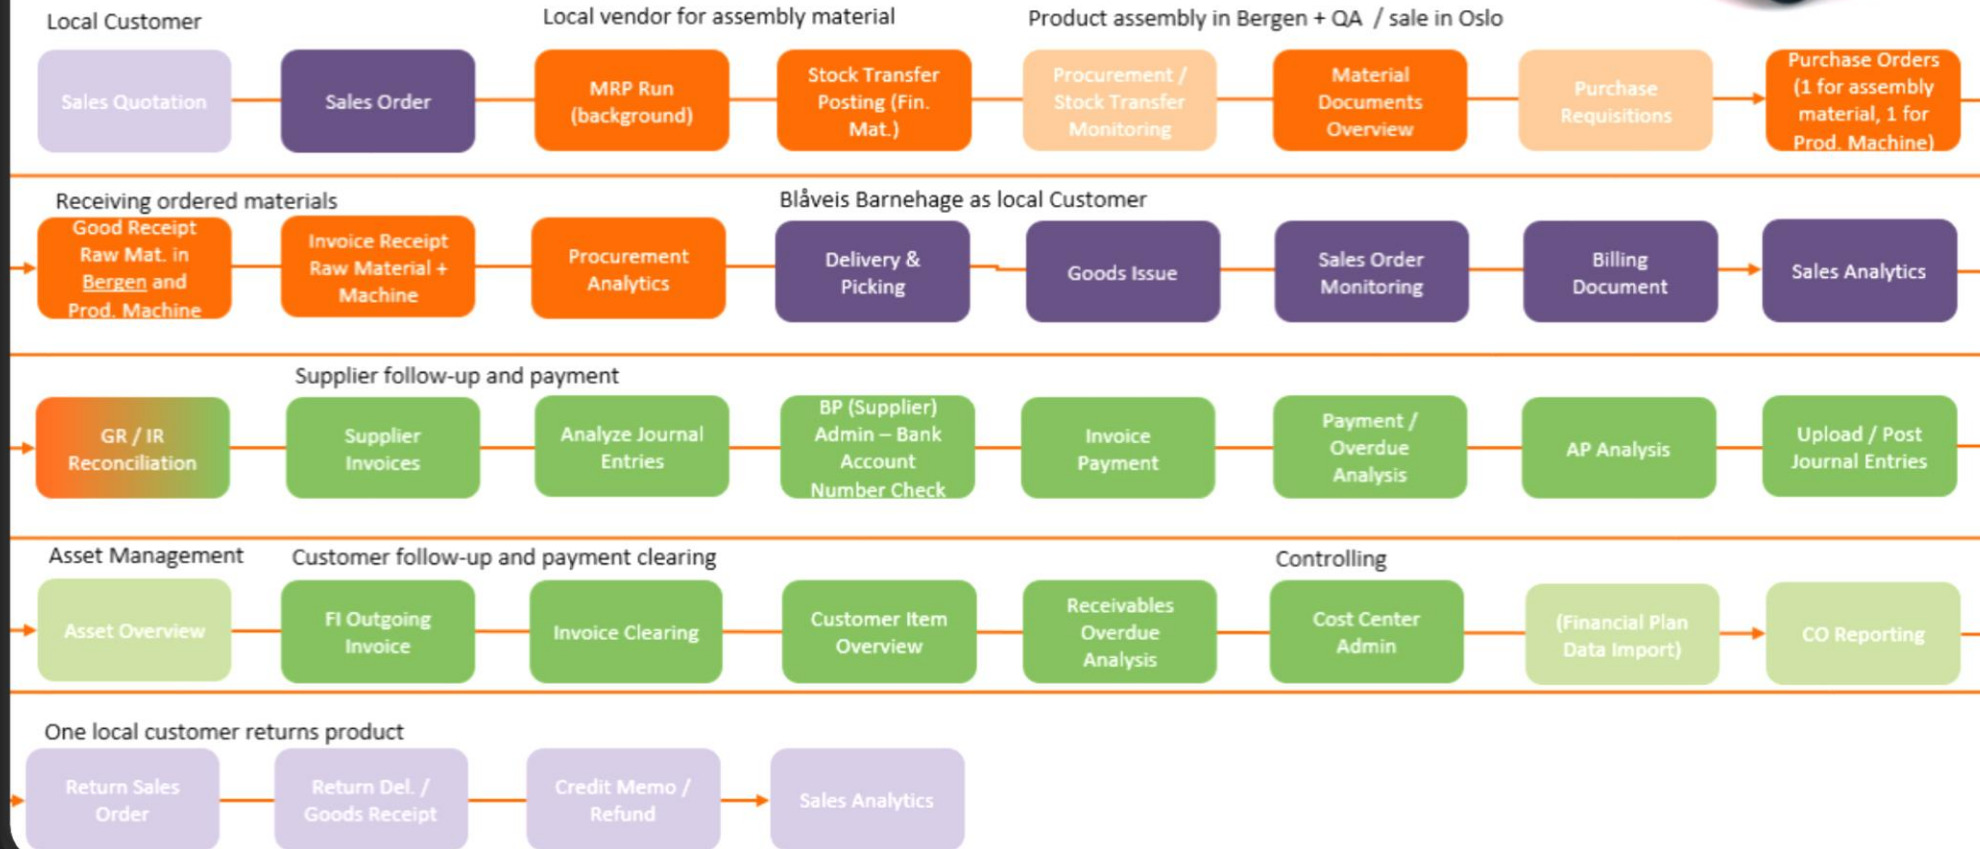 Local Customer
Local vendor for assembly material
Product assembly in Bergen + QA / sale in Oslo
Sales Quotation
Sales Order
MRP Run
(background)
Stock Transfer
Posting (Fin.
Mat.)
Procurement /
Stock Transfer
Monitoring
Material
Documents
Overview
Purchase
Requisitions
Purchase Orders
(1 for assembly
material, 1 for
Prod. Machine)
Receiving ordered materials
Blåveis Barnehage as local Customer
Good Receipt
Raw Mat. in
Bergen and
Prod. Machine
Invoice Receipt
Raw Material +
Machine
Procurement
Analytics
Delivery &
Picking
Goods Issue
Sales Order
Monitoring
Billing
Document
Sales Analytics
Supplier follow-up and payment
GR / IR
Reconciliation
Supplier
Invoices
Analyze Journal
Entries
BP (Supplier)
Admin – Bank
Account
Number Check
Invoice
Payment
Payment /
Overdue
Analysis
AP Analysis
Upload / Post
Journal Entries
Asset Management
Customer follow-up and payment clearing
Controlling
Asset Overview
FI Outgoing
Invoice
Invoice Clearing
Customer Item
Overview
Receivables
Overdue
Analysis
Cost Center
Admin
(Financial Plan
Data Import)
CO Reporting
One local customer returns product
Return Sales
Order
Return Del. /
Goods Receipt
Credit Memo /
Refund
Sales Analytics